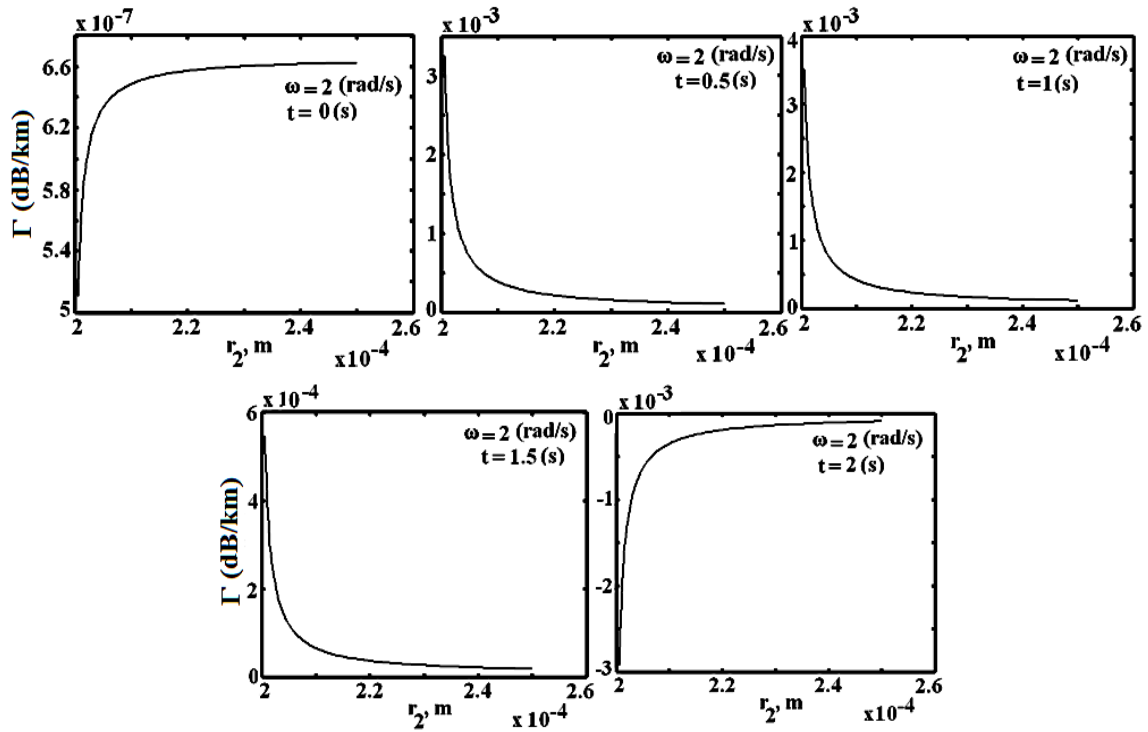 x 10-7
6.6
6.2
5.8
5.4
5
2 2.2 2.4 2.6
r2, m x10-4
Γ (dB/km)
ω = 2 (rad/s)
t = 0 (s)
x 10-3
3
2
1
0
2 2.2 2.4 2.6
r2, m x10-4
ω = 2 (rad/s)
t=0.5 (s)
x 10-3
4
3
2
1
0
2 2.2 2.4 2.6
r2, m x10-4
ω = 2 (rad/s)
t=1(s)
x 10-4
6
4
2
0
2 2.2 2.4 2.6
r2, m x10-4
Γ (dB/km)
ω = 2 (rad/s)
t=1.5 (s)
x 10-3
0
-1
-2
-3
2 2.2 2.4 2.6
r2, m x10-4
ω = 2 (rad/s)
t = 2 (s)